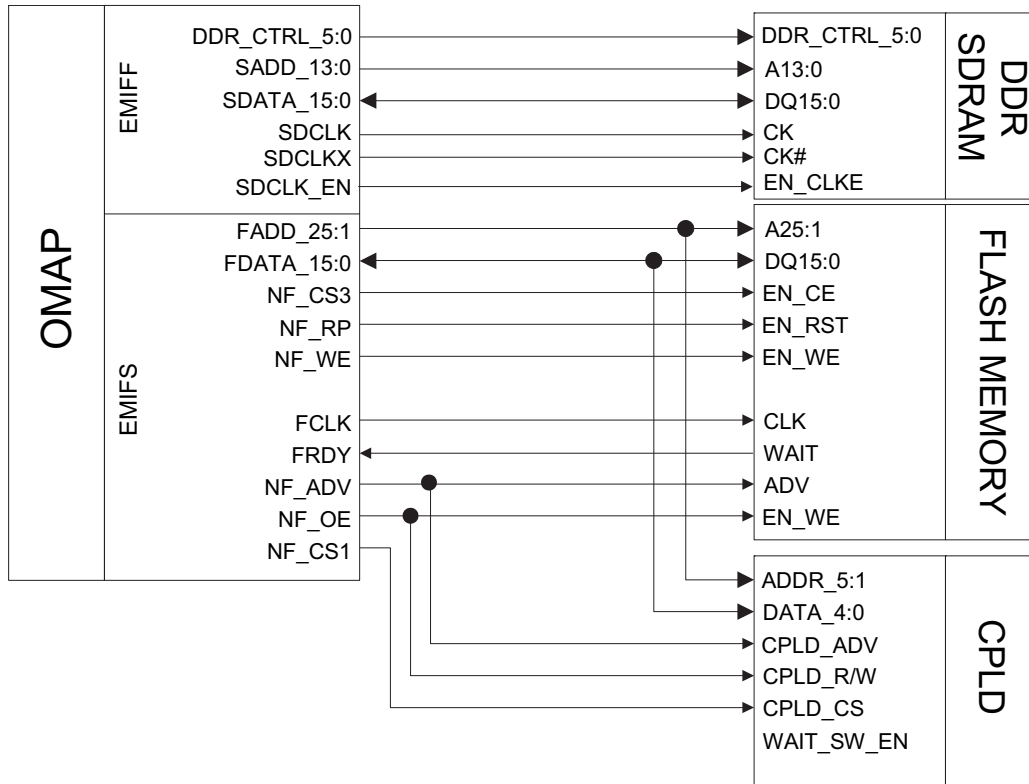 OMAP
EMIFF
DDR_CTRL_5:0
SADD_13:0
SDATA_15:0
SDCLK
SDCLKX
SDCLK_EN
EMIFS
FADD_25:1
FDATA_15:0
NF_CS3
NF_RP
NF_WE
FCLK
FRDY
NF_ADV
NF_OE
NF_CS1
DDR_CTRL_5:0
A13:0
DQ15:0
CK
CK#
EN_CLKE
DDR
SDRAM
A25:1
DQ15:0
EN_CE
EN_RST
EN_WE
CLK
WAIT
ADV
EN_WE
FLASH MEMORY
ADDR_5:1
DATA_4:0
CPLD_ADV
CPLD_R/W
CPLD_CS
WAIT_SW_EN
CPLD